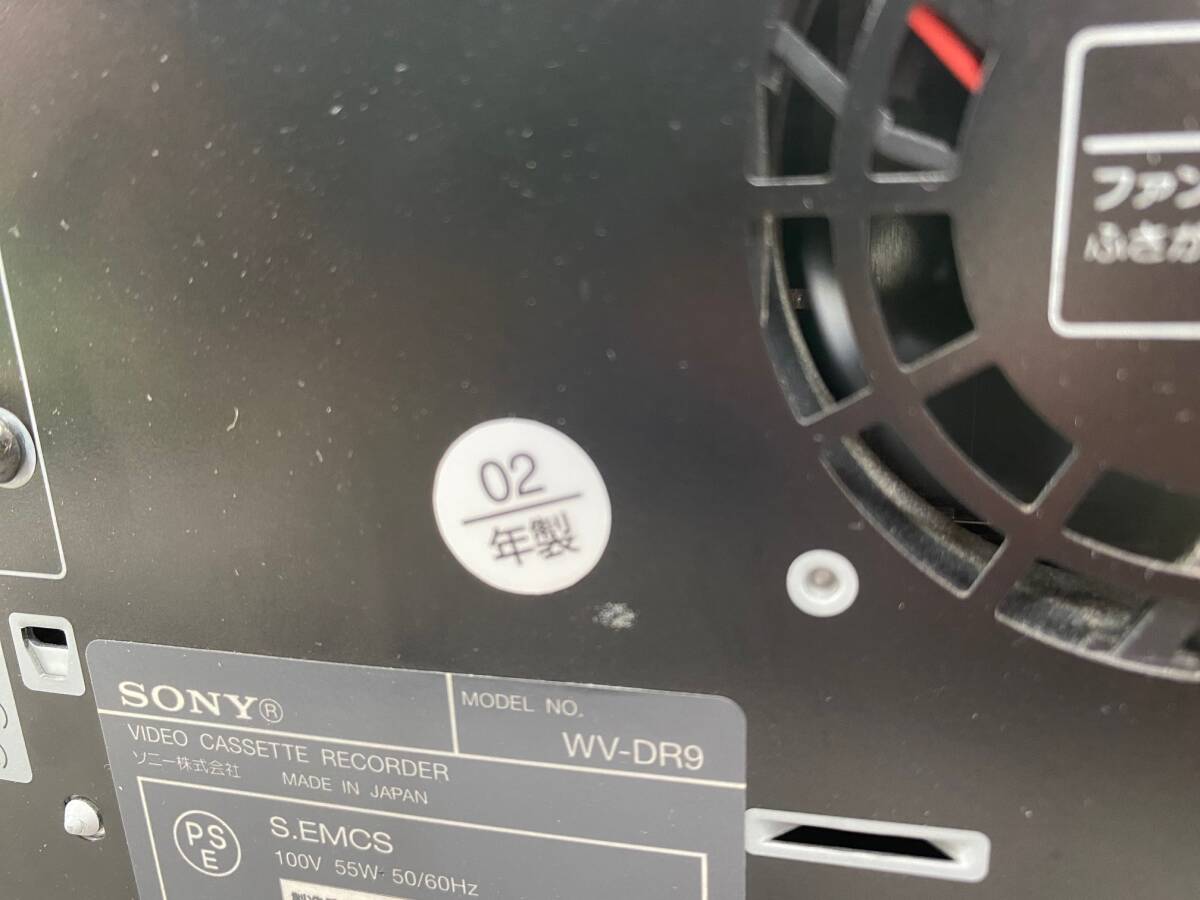 ファン
ふさが
02
年製
SONY®
MODEL NO.
WV-DR9
VIDEO CASSETTE RECORDER
ソニー株式会社 MADE IN JAPAN
PSE
S.EMCS
100V 55W 50/60Hz